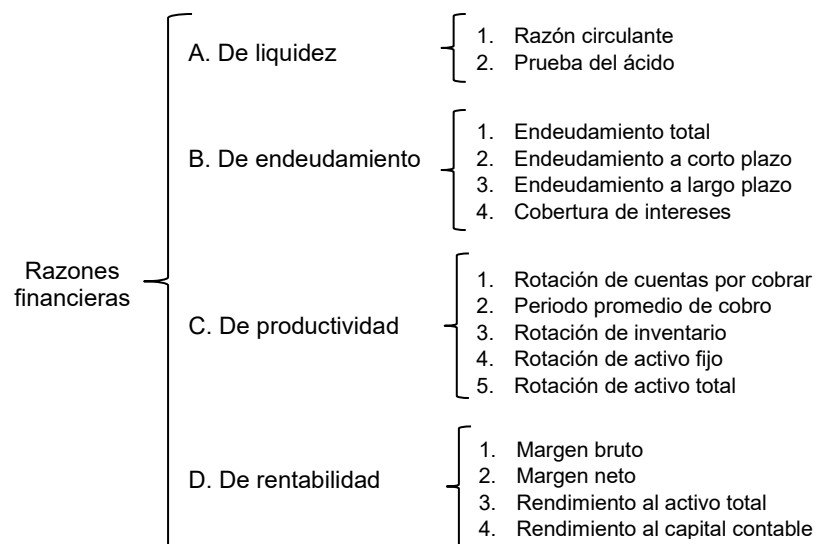 Razones
financieras
A. De liquidez
1. Razón circulante
2. Prueba del ácido
B. De endeudamiento
1. Endeudamiento total
2. Endeudamiento a corto plazo
3. Endeudamiento a largo plazo
4. Cobertura de intereses
C. De productividad
1. Rotación de cuentas por cobrar
2. Periodo promedio de cobro
3. Rotación de inventario
4. Rotación de activo fijo
5. Rotación de activo total
D. De rentabilidad
1. Margen bruto
2. Margen neto
3. Rendimiento al activo total
4. Rendimiento al capital contable